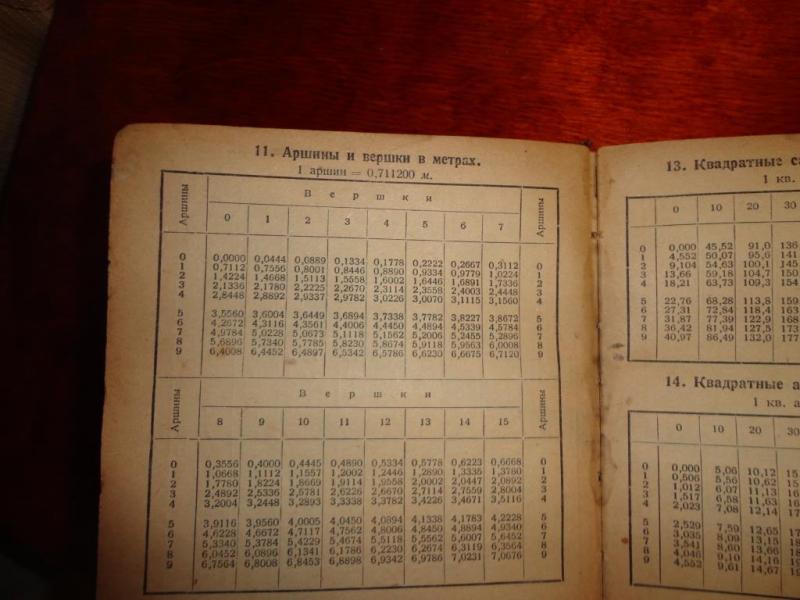 11. Аршины и вершки в метрах.
1 аршин = 0,711200 м.
Аршины
Вершки
Аршины
0 1 2 3 4 5 6 7
0 0,0000 0,0444 0,0889 0,1334 0,1778 0,2222 0,2667 0,3112 0
1 0,7112 0,7556 0,8001 0,8446 0,8890 0,9334 0,9779 1,0224 1
2 1,4224 1,4668 1,5113 1,5558 1,6002 1,6446 1,6891 1,7336 2
3 2,1336 2,1780 2,2225 2,2670 2,3114 2,3558 2,4003 2,4448 3
4 2,8448 2,8892 2,9337 2,9782 3,0226 3,0070 3,1115 3,1560 4
5 3,5560 3,6004 3,6449 3,6894 3,7338 3,7782 3,8227 3,8672 5
6 4,2672 4,3116 4,3561 4,4006 4,4450 4,4894 4,5339 4,5784 6
7 4,9784 5,0228 5,0673 5,1118 5,1562 5,2006 5,2455 5,2896 7
8 5,6896 5,7340 5,7785 5,8230 5,8674 5,9118 5,9563 6,0008 8
9 6,4008 6,4452 6,4897 6,5342 6,5786 6,6230 6,6675 6,7120 9
Аршины
Вершки
Аршины
8 9 10 11 12 13 14 15
0 0,3556 0,4000 0,4445 0,4890 0,5334 0,5778 0,6223 0,6668 0
1 1,0668 1,1112 1,1557 1,2002 1,2446 1,2890 1,3335 1,3780 1
2 1,7780 1,8224 1,8669 1,9114 1,9558 2,0002 2,0447 2,0892 2
3 2,4892 2,5336 2,5781 2,6226 2,6670 2,7114 2,7559 2,8004 3
4 3,2004 3,2448 3,2893 3,3338 3,3782 3,4226 3,4671 3,5116 4
5 3,9116 3,9560 4,0005 4,0450 4,0894 4,1338 4,1783 4,2228 5
6 4,6228 4,6672 4,7117 4,7562 4,8006 4,8450 4,8894 4,9340 6
7 5,3340 5,3784 5,4229 5,4674 5,5118 5,5562 5,6007 5,6452 7
8 6,0452 6,0896 6,1341 6,1786 6,2230 6,2674 6,3119 6,3564 8
9 6,7564 6,8008 6,8453 6,8898 6,9342 6,9786 7,0231 7,0676 9
13. Квадратные са
1 кв.
0 10 20 30
0 0,000 45,52 91,0 136
1 4,552 50,07 95,6 141
2 9,104 54,63 100,1 145
3 13,66 59,18 104,7 150
4 18,21 63,73 109,3 154
5 22,76 68,28 113,8 159
6 27,31 72,84 118,4 163
7 31,87 77,39 122,9 168
8 36,42 81,94 127,5 173
9 40,97 86,49 132,0 177
14. Квадратные а
1 кв. а
0 10 20 30
0 0,000 5,06 10,12 15
1 0,506 5,56 10,62 15
2 1,012 6,07 11,13 16
3 1,517 6,58 11,63 16
4 2,023 7,08 12,14 17
5 2,529 7,59 12,65 17
6 3,035 8,09 13,15 18
7 3,541 8,60 13,66 18
8 4,046 9,10 14,16 19
9 4,552 9,61 14,67 19